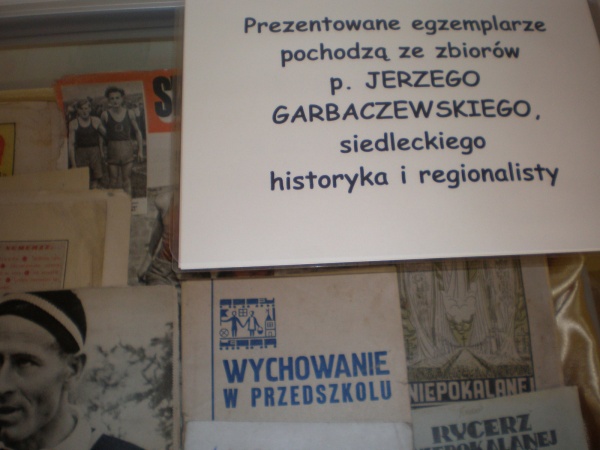 Prezentowane egzemplarze
pochodzą ze zbiorów
p. JERZEGO
GARBACZEWSKIEGO,
siedleckiego
historyka i regionalisty
WYCHOWANIE
W PRZEDSZKOLU
NIEPOKALANEJ
RYCERZ